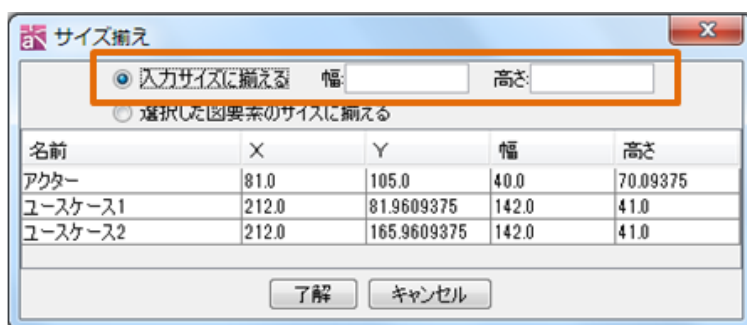 サイズ揃え
入力サイズに揃える 幅: 高さ:
選択した図要素のサイズに揃える
名前 X Y 幅 高さ
アクター 81.0 105.0 40.0 70.09375
ユースケース1 212.0 81.9609375 142.0 41.0
ユースケース2 212.0 165.9609375 142.0 41.0
了解 キャンセル